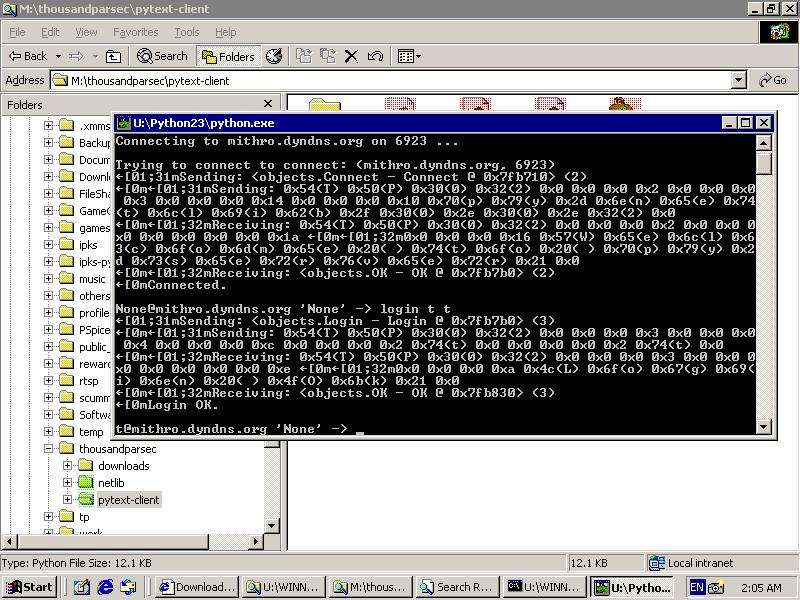 M:\thousandparsec\pytext-client
File Edit View Favorites Tools Help
Back Search Folders
Address M:\thousandparsec\pytext-client Go
Folders
.xmms
Backup
Docum
Downl
FileSha
GameC
games
ipks
ipks-py
music
others
profile
PSpice
public_
reward
rtsp
scumm
Softwa
temp
thousandparsec
downloads
netlib
pytext-client
tp
work
U:\Python23\python.exe
Connecting to mithro.dyndns.org on 6923 ...
Trying to connect to connect: (mithro.dyndns.org, 6923)
←[01;31mSending: <objects.Connect - Connect @ 0x7fb710> (2)
←[0m←[01;31mSending: 0x54(T) 0x50(P) 0x30(0) 0x32(2) 0x0 0x0 0x0 0x2 0x0 0x0 0x0
 0x3 0x0 0x0 0x0 0x14 0x0 0x0 0x0 0x10 0x70(p) 0x79(y) 0x2d 0x6e(n) 0x65(e) 0x74
(t) 0x6c(l) 0x69(i) 0x62(b) 0x2f 0x30(0) 0x2e 0x30(0) 0x2e 0x32(2) 0x0
←[0m←[01;32mReceiving: 0x54(T) 0x50(P) 0x30(0) 0x32(2) 0x0 0x0 0x0 0x2 0x0 0x0 0
x0 0x0 0x0 0x0 0x0 0x1a ←[0m←[01;32m0x0 0x0 0x0 0x16 0x57(W) 0x65(e) 0x6c(l) 0x6
3(c) 0x6f(o) 0x6d(m) 0x65(e) 0x20( ) 0x74(t) 0x6f(o) 0x20( ) 0x70(p) 0x79(y) 0x2
d 0x73(s) 0x65(e) 0x72(r) 0x76(v) 0x65(e) 0x72(r) 0x21 0x0
←[0m←[01;32mReceiving: <objects.OK - OK @ 0x7fb7b0> (2)
←[0mConnected.
None@mithro.dyndns.org 'None' -> login t t
←[01;31mSending: <objects.Login - Login @ 0x7fb7b0> (3)
←[0m←[01;31mSending: 0x54(T) 0x50(P) 0x30(0) 0x32(2) 0x0 0x0 0x0 0x3 0x0 0x0 0x0
 0x4 0x0 0x0 0x0 0xc 0x0 0x0 0x0 0x2 0x74(t) 0x0 0x0 0x0 0x0 0x2 0x74(t) 0x0
←[0m←[01;32mReceiving: 0x54(T) 0x50(P) 0x30(0) 0x32(2) 0x0 0x0 0x0 0x3 0x0 0x0 0
x0 0x0 0x0 0x0 0x0 0xe ←[0m←[01;32m0x0 0x0 0x0 0xa 0x4c(L) 0x6f(o) 0x67(g) 0x69(
i) 0x6e(n) 0x20( ) 0x4f(O) 0x6b(k) 0x21 0x0
←[0m←[01;32mReceiving: <objects.OK - OK @ 0x7fb830> (3)
←[0mLogin OK.
t@mithro.dyndns.org 'None' -> _
Type: Python File Size: 12.1 KB 12.1 KB Local intranet
Start Download... U:\WINN... M:\thous... Search R... U:\WINN... U:\Pytho... EN 2:05 AM